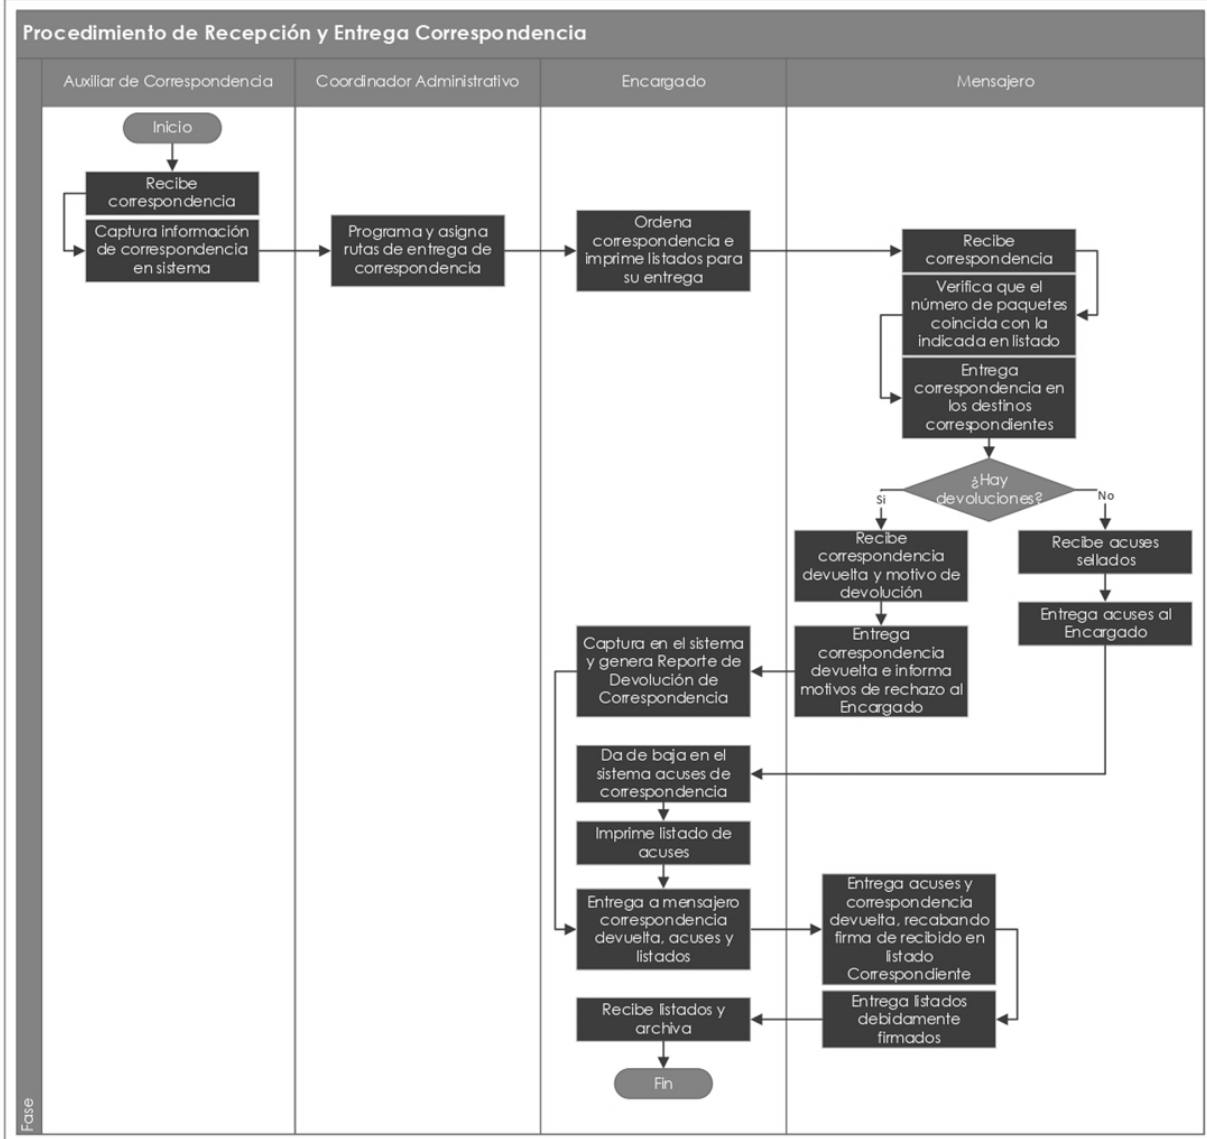 Procedimiento de Recepción y Entrega Correspondencia
Auxiliar de Correspondencia
Coordinador Administrativo
Encargado
Mensajero
Inicio
Recibe
correspondencia
Captura información
de correspondencia
en sistema
Programa y asigna
rutas de entrega de
correspondencia
Ordena
correspondencia e
imprime listados para
su entrega
Recibe
correspondencia
Verifica que el
número de paquetes
coincida con la
indicada en listado
Entrega
correspondencia en
los destinos
correspondientes
¿Hay
devoluciones?
Si
No
Recibe
correspondencia
devuelta y motivo de
devolución
Recibe acuses
sellados
Entrega acuses al
Encargado
Entrega
correspondencia
devuelta e informa
motivos de rechazo al
Encargado
Captura en el sistema
y genera Reporte de
Devolución de
Correspondencia
Da de baja en el
sistema acuses de
correspondencia
Imprime listado de
acuses
Entrega a mensajero
correspondencia
devuelta, acuses y
listados
Entrega acuses y
correspondencia
devuelta, recabando
firma de recibido en
listado
Correspondiente
Entrega listados
debidamente
firmados
Recibe listados y
archiva
Fin
Fase